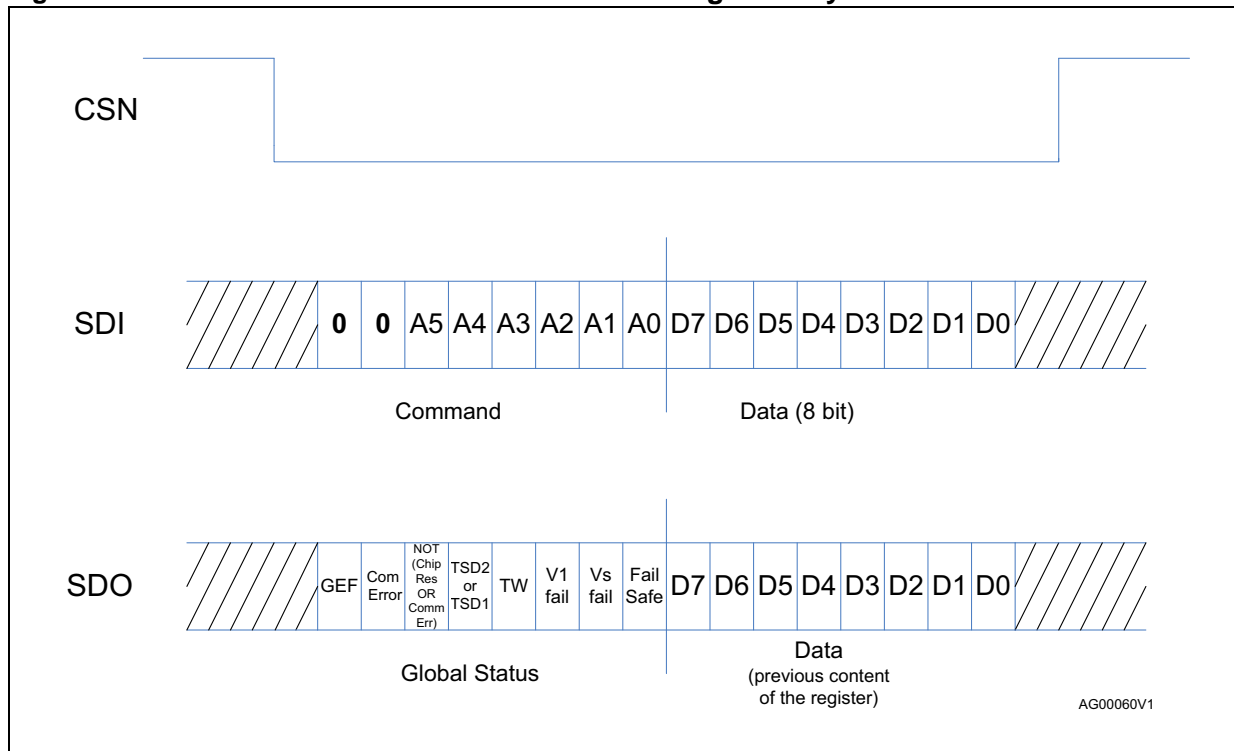 CSN
SDI
0 0 A5 A4 A3 A2 A1 A0 D7 D6 D5 D4 D3 D2 D1 D0
Command
Data (8 bit)
SDO
GEF
Com
Error
NOT
(Chip
Res
OR
Comm
Err)
TSD2
or
TSD1
TW
V1
fail
Vs
fail
Fail
Safe
D7 D6 D5 D4 D3 D2 D1 D0
Global Status
Data
(previous content
of the register)
AG00060V1